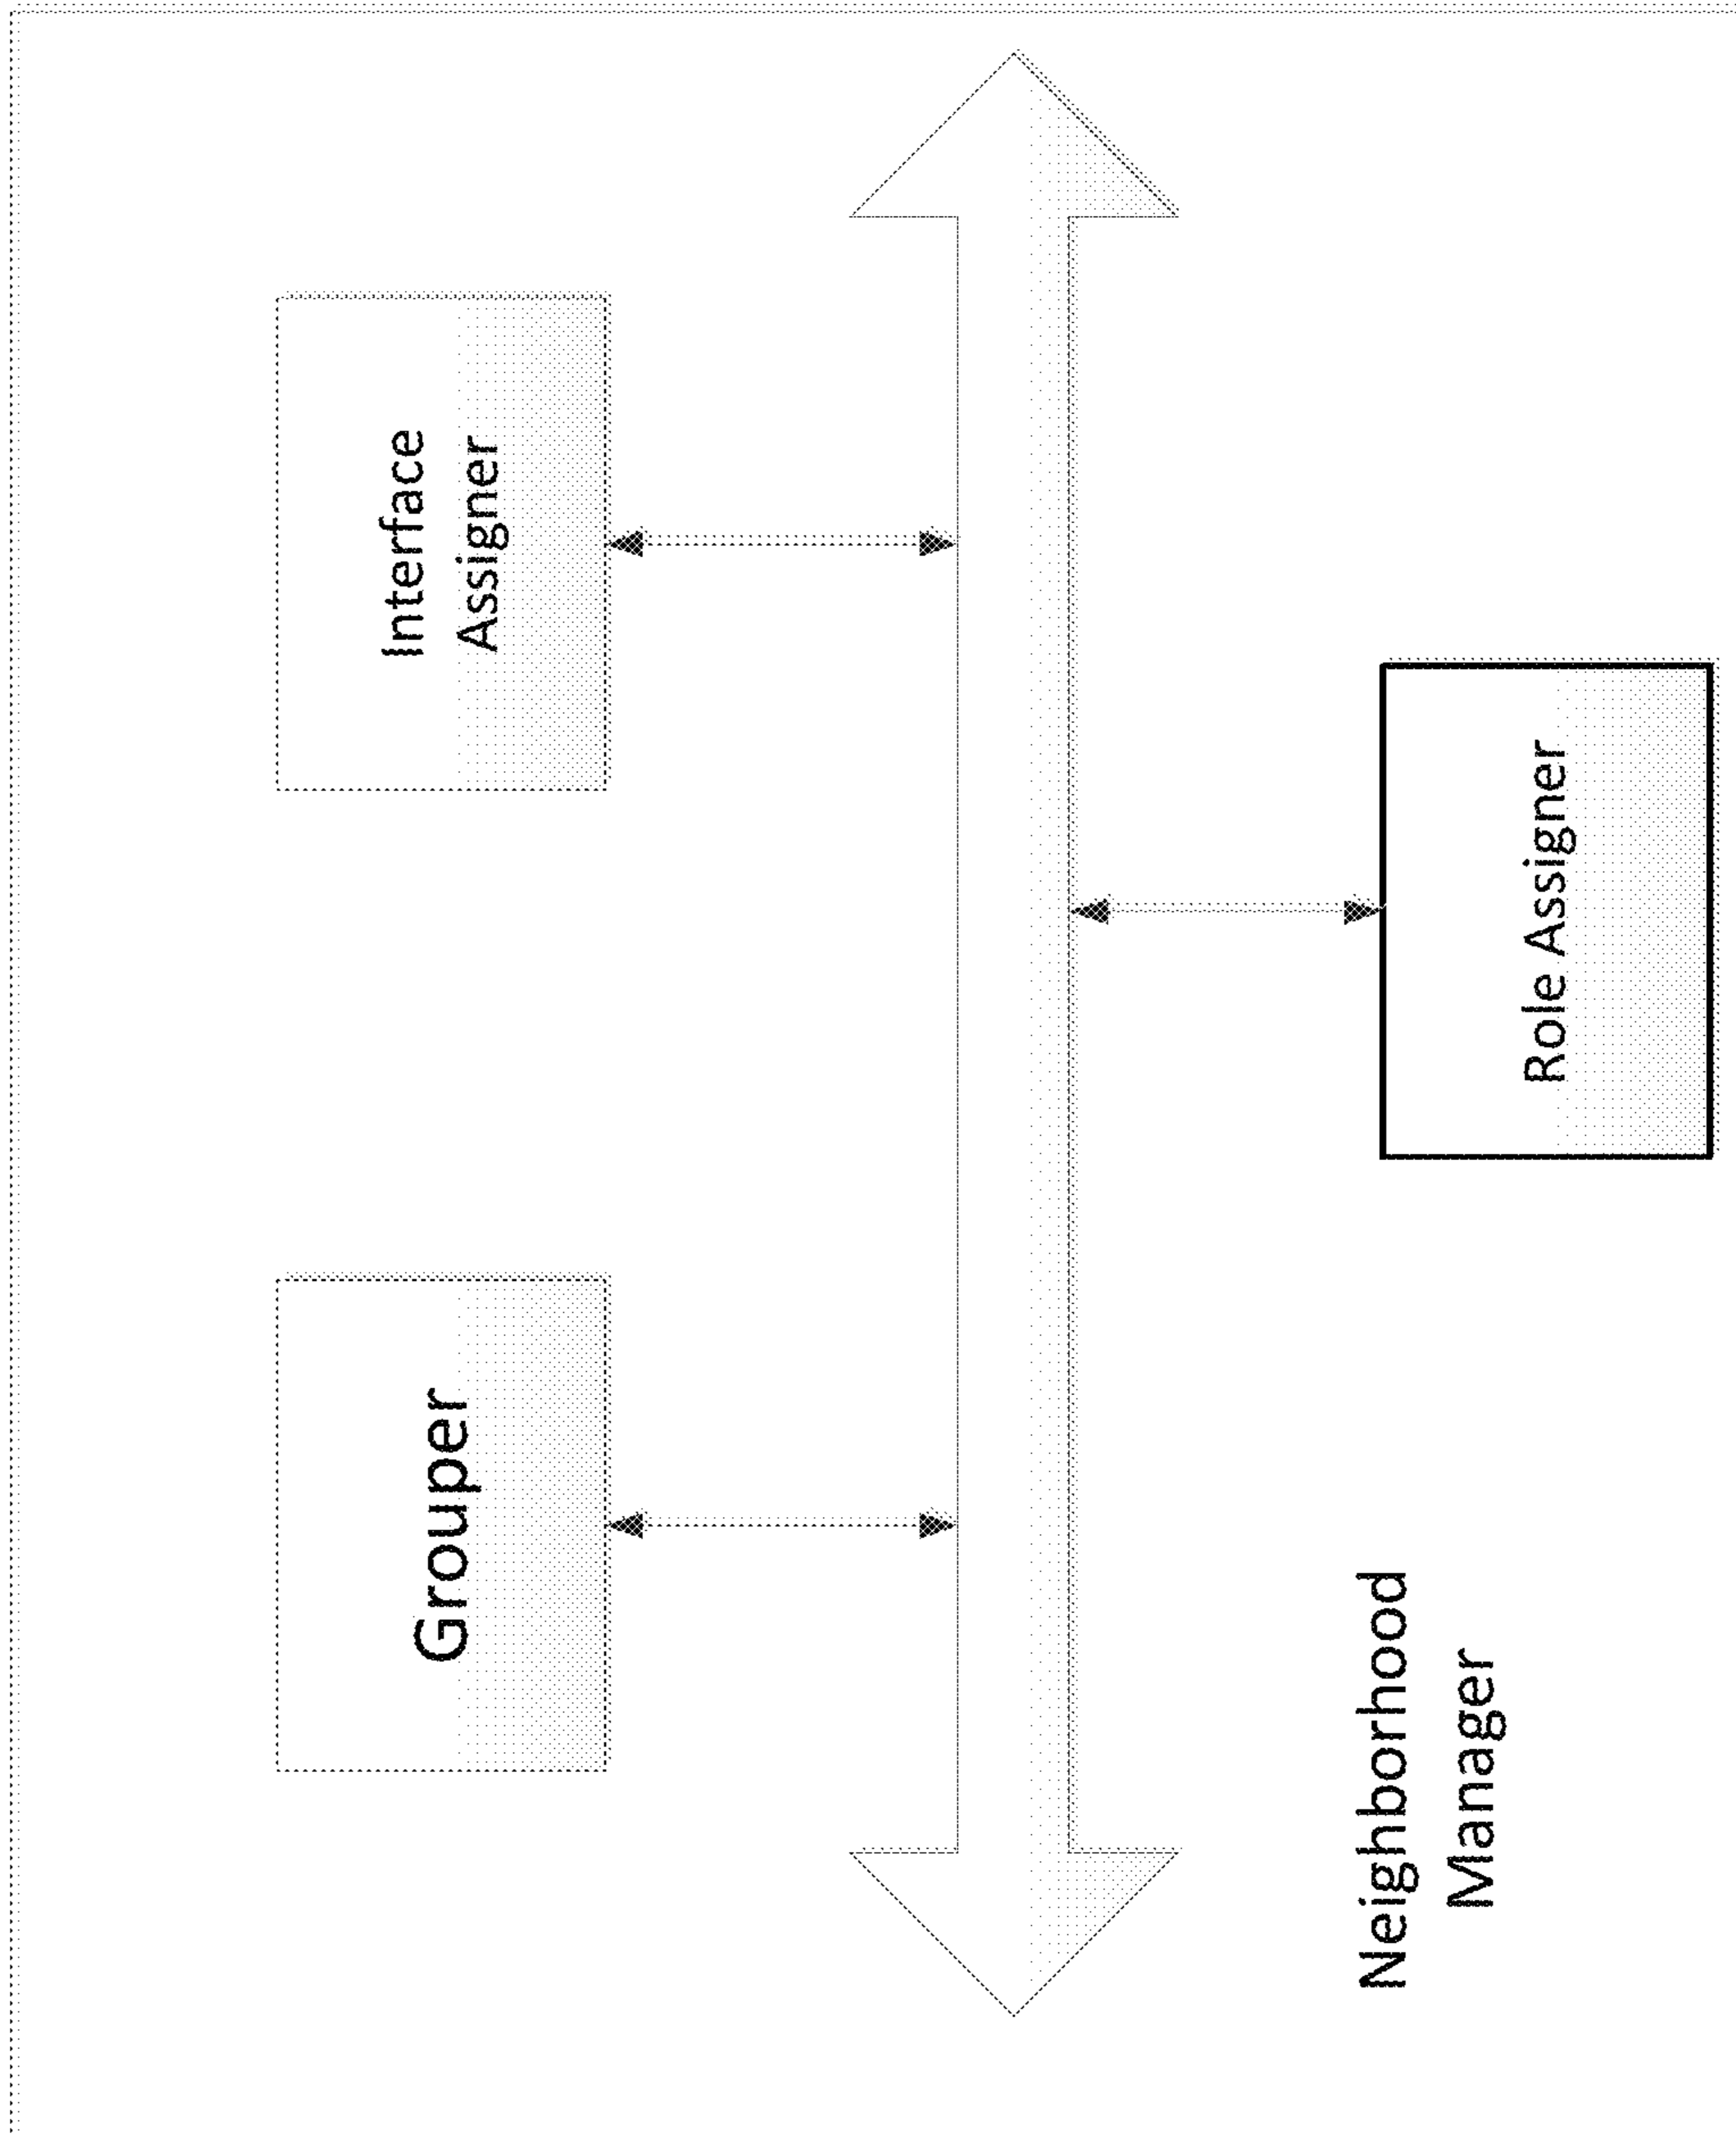 Grouper
Interface
Assigner
Neighborhood
Manager
Role Assigner